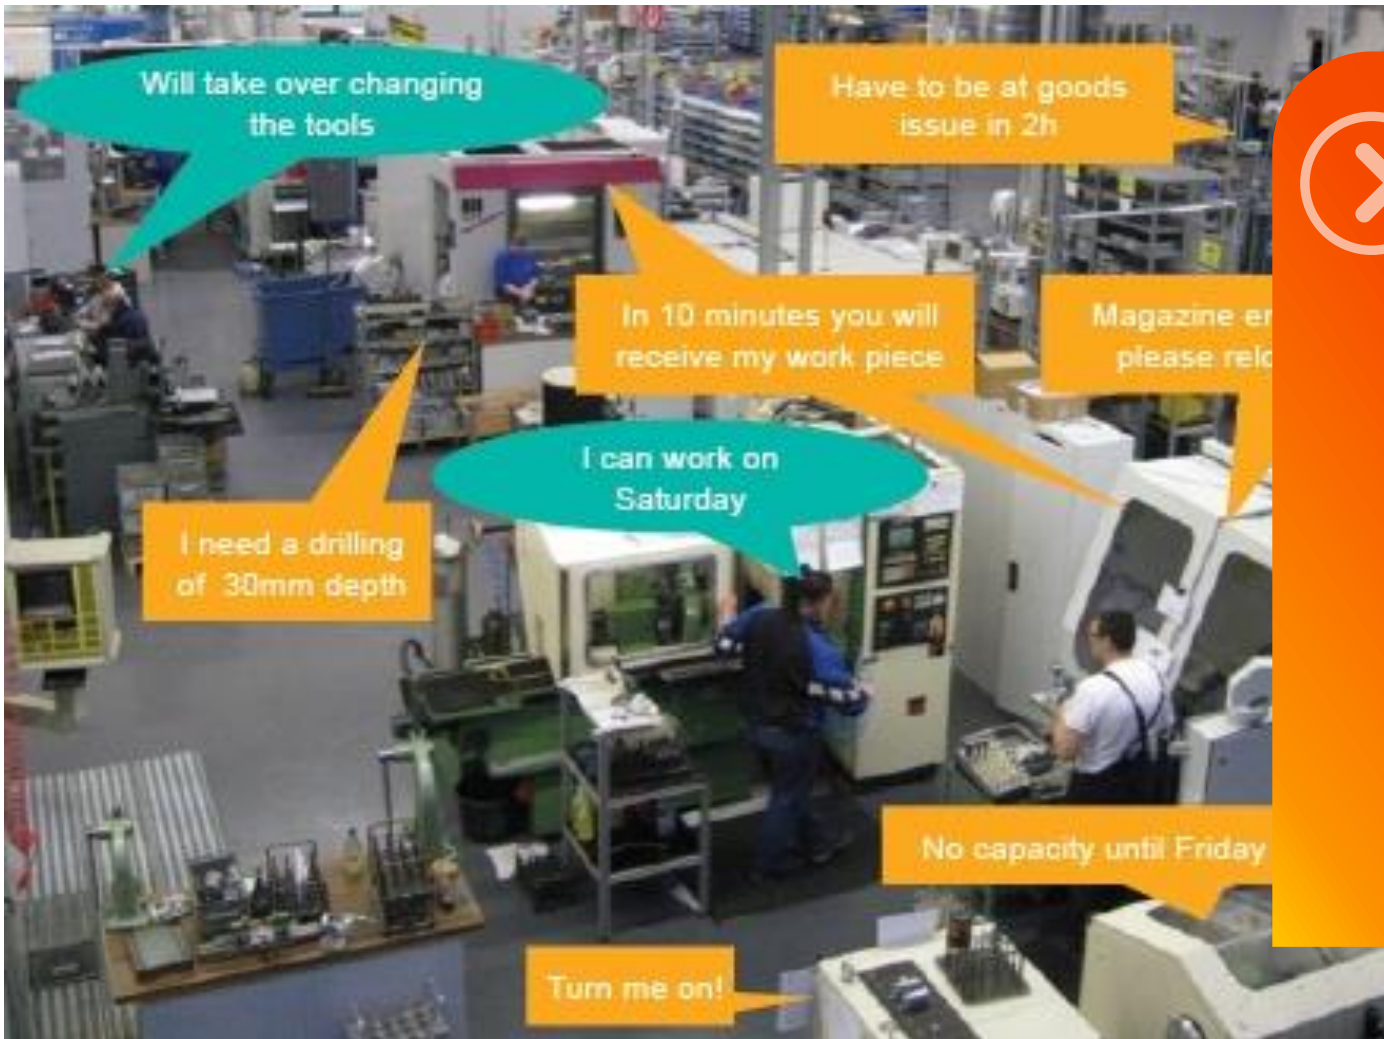 Will take over changing
the tools
Have to be at goods
issue in 2h
In 10 minutes you will
receive my work piece
Magazine
please
I can work on
Saturday
I need a drilling
of 30mm depth
No capacity until Friday
Turn me on!